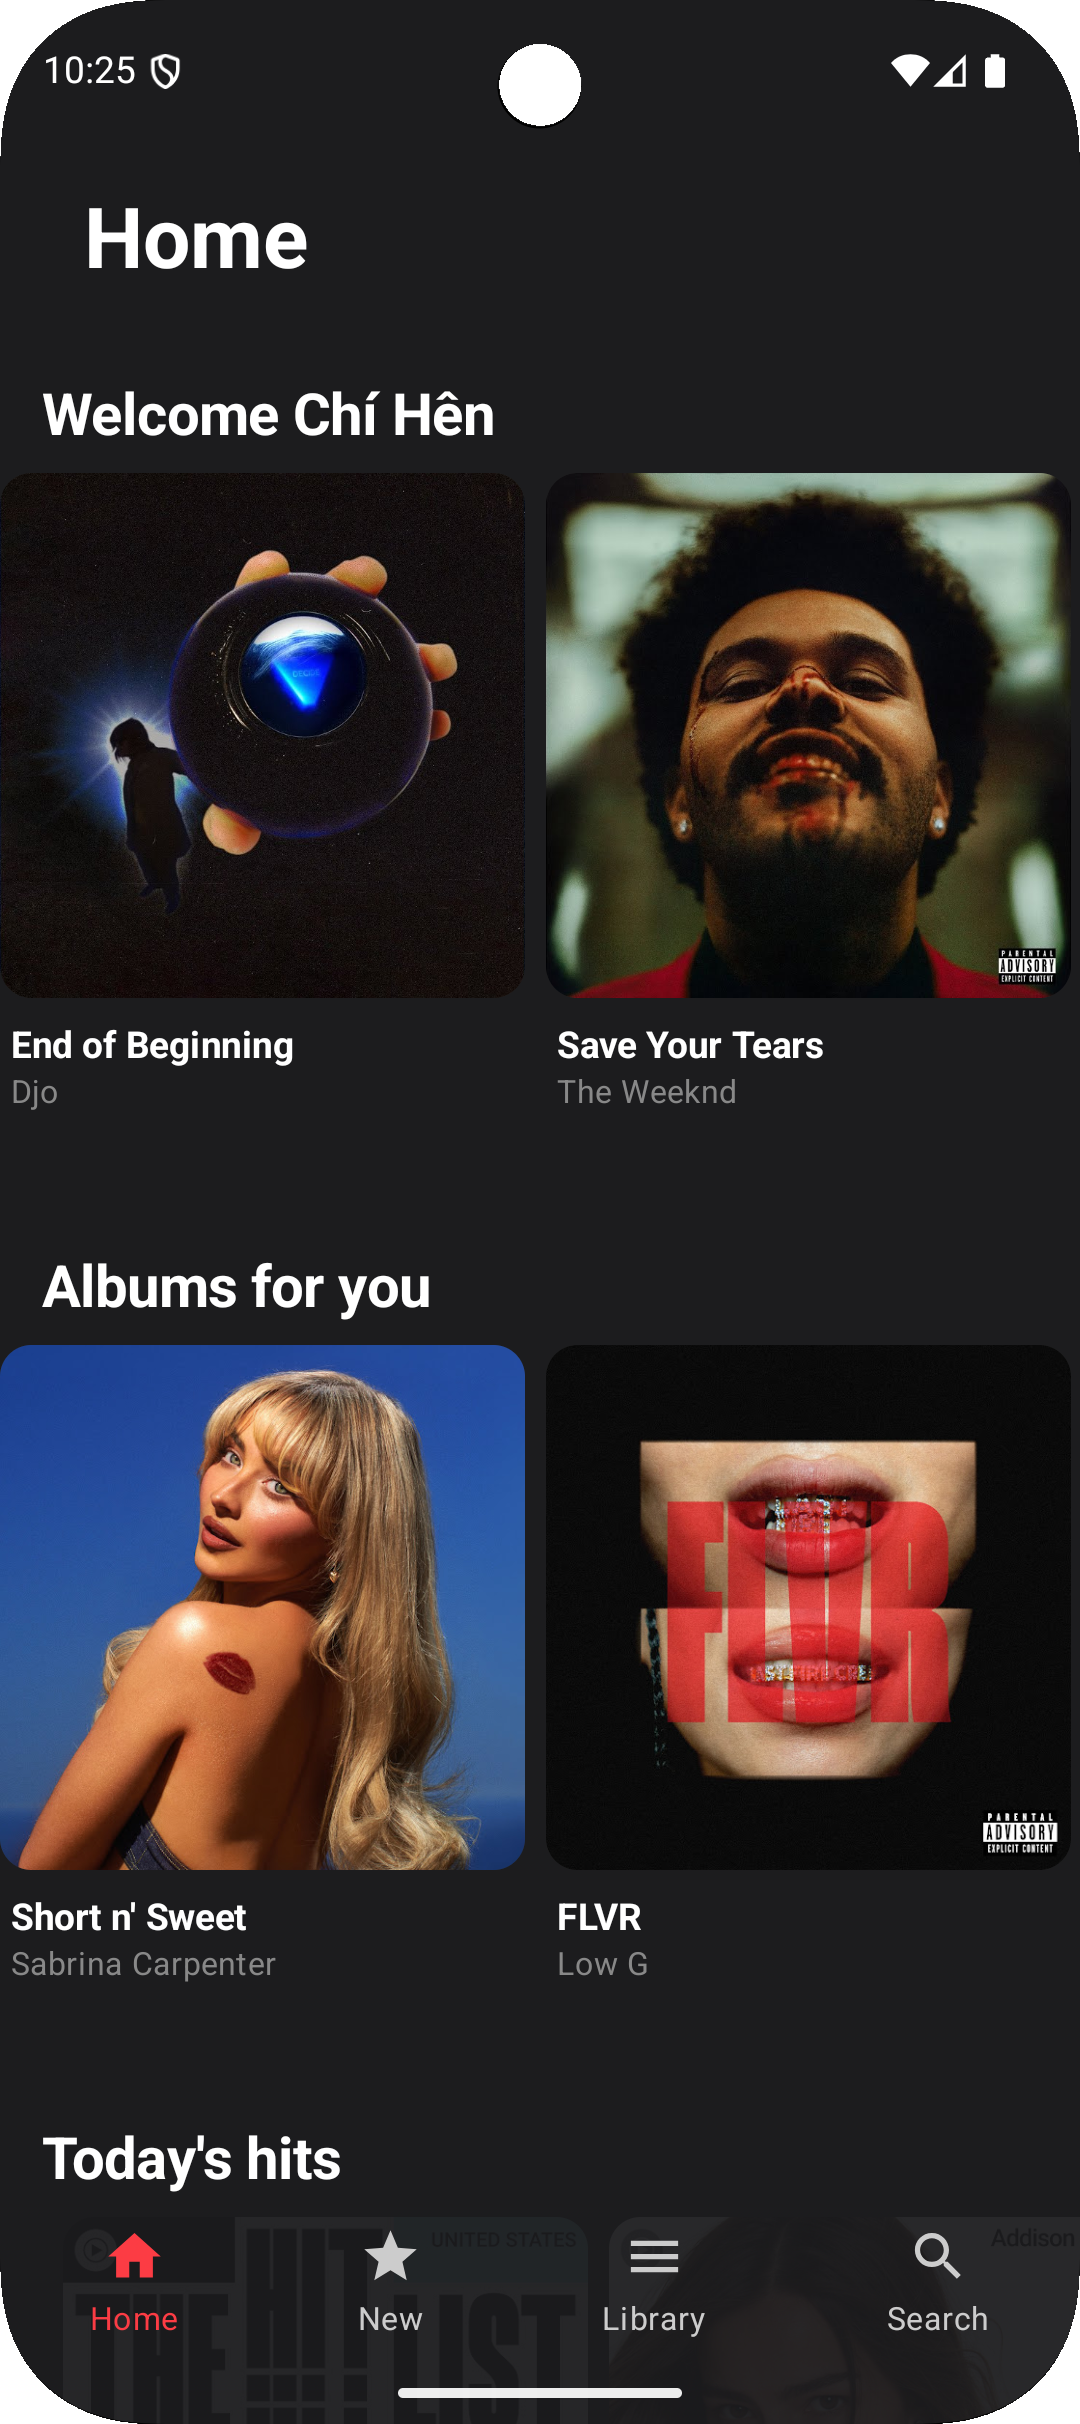 10:25
Home
Welcome Chí Hên
DECIDE
PARENTAL
ADVISORY
EXPLICIT CONTENT
End of Beginning
Save Your Tears
Djo
The Weeknd
Albums for you
FLVR
PARENTAL
ADVISORY
EXPLICIT CONTENT
Short n' Sweet
FLVR
Sabrina Carpenter
Low G
Today's hits
HIT
UNITED STATES
Addison
THE LIST
Home
New
Library
Search